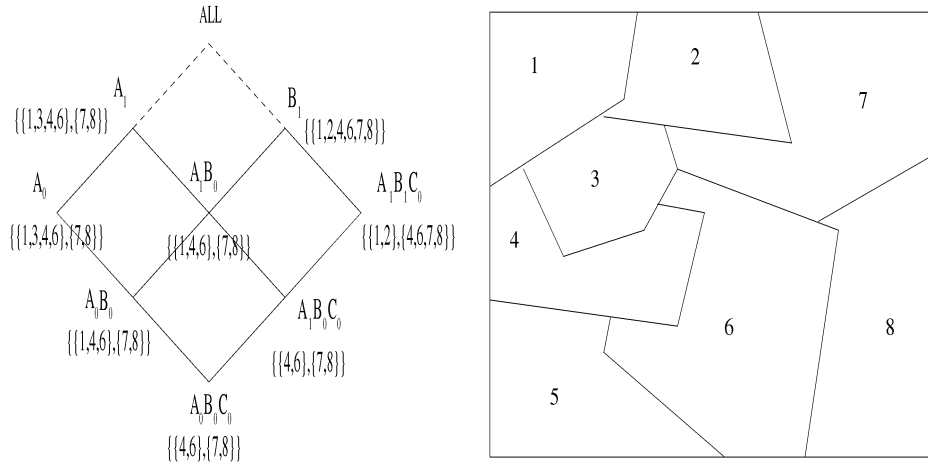 ALL
A₁
{{1,3,4,6},{7,8}}
B₁
{{1,2,4,6,7,8}}
A₀
{{1,3,4,6},{7,8}}
A₁B₀
{{1,4,6},{7,8}}
A₁B₁C₀
{{1,2},{4,6,7,8}}
A₀B₀
{{1,4,6},{7,8}}
A₁B₀C₀
{{4,6},{7,8}}
A₀B₀C₀
{{4,6},{7,8}}
1
2
7
3
4
6
8
5